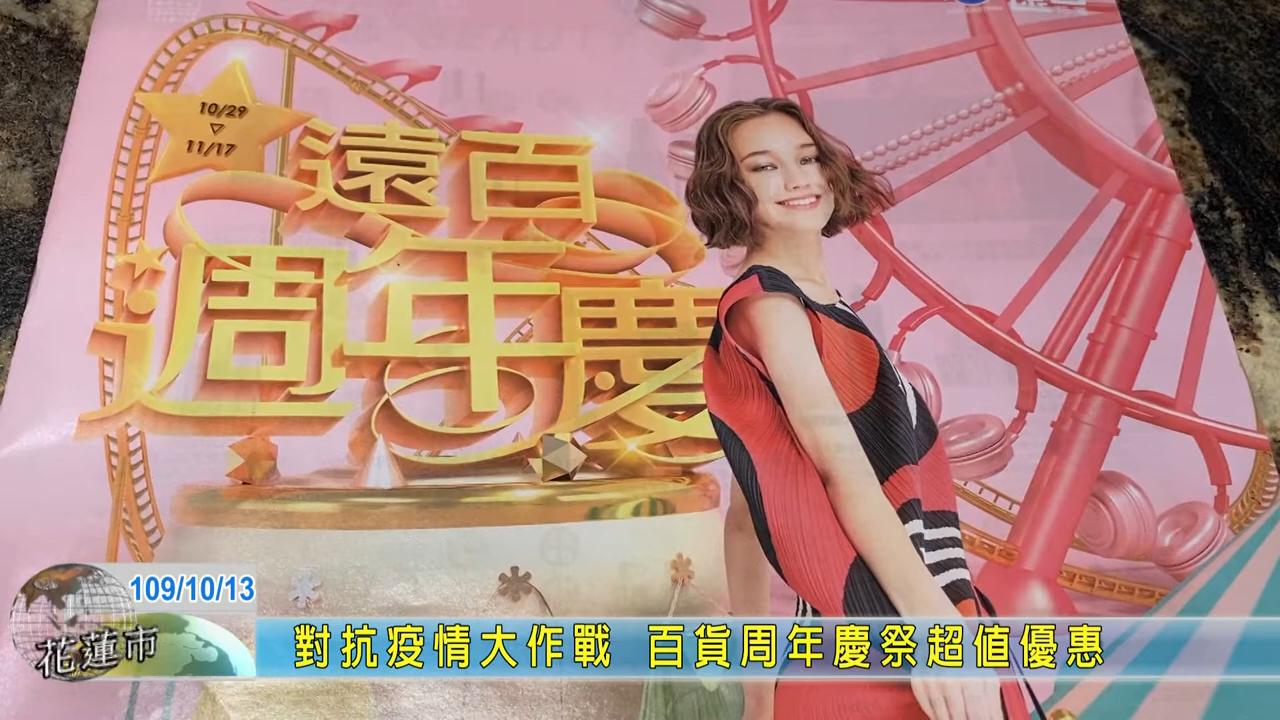 10/29
▽
11/17
遠百
週年慶
109/10/13
花蓮市
對抗疫情大作戰 百貨周年慶祭超值優惠